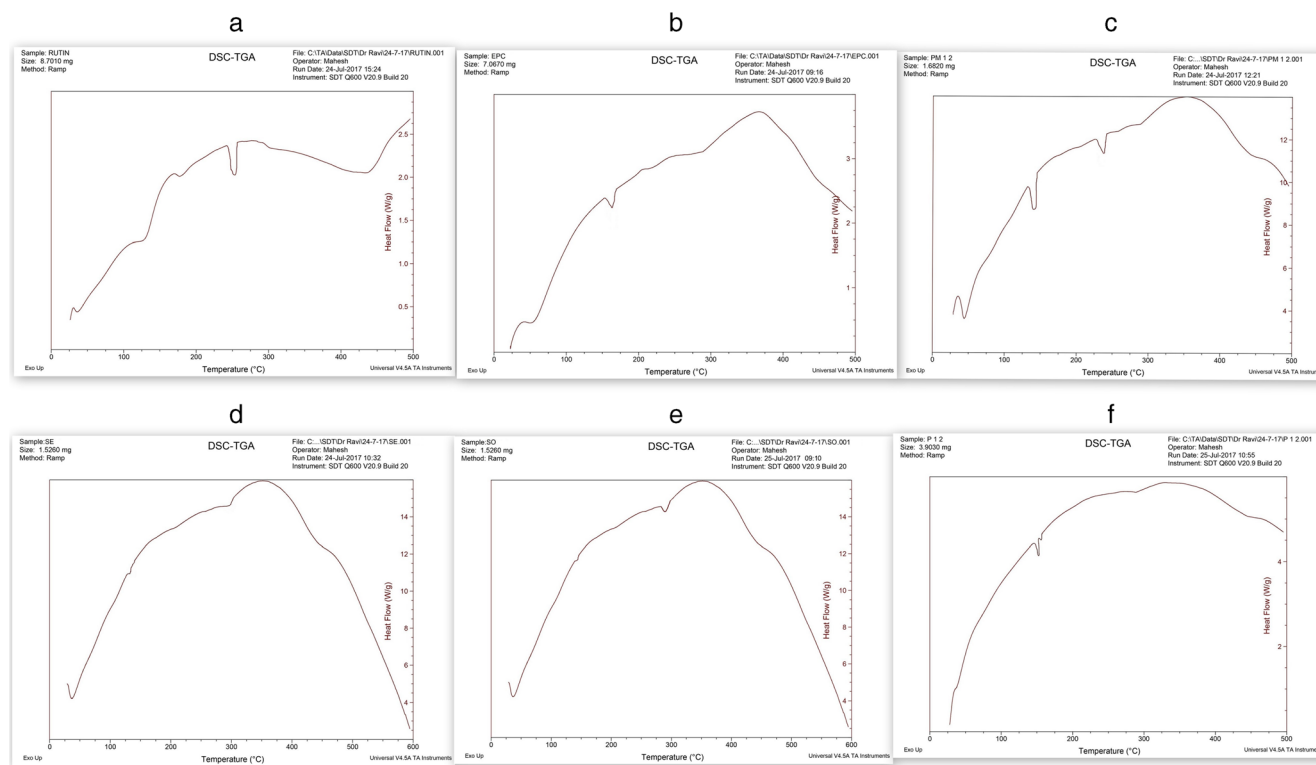 a
Sample: RUTIN
Size: 8.7010 mg
Method: Ramp
DSC-TGA
File: C:\TA\Data\SDT\Dr Ravi\24-7-17\RUTIN.001
Operator: Mahesh
Run Date: 24-Jul-2017 15:24
Instrument: SDT Q600 V20.9 Build 20
2.5
2.0
1.5
1.0
0.5
Heat Flow (W/g)
0 100 200 300 400 500
Exo Up
Temperature (°C)
Universal V4.5A TA Instruments
b
Sample: EPC
Size: 7.0670 mg
Method: Ramp
DSC-TGA
File: C:\TA\Data\SDT\Dr Ravi\24-7-17\EPC.001
Operator: Mahesh
Run Date: 24-Jul-2017 09:16
Instrument: SDT Q600 V20.9 Build 20
3
2
1
Heat Flow (W/g)
0 100 200 300 400 500
Exo Up
Temperature (°C)
Universal V4.5A TA Instruments
c
Sample: PM 1 2
Size: 1.6820 mg
Method: Ramp
DSC-TGA
File: C:...\SDT\Dr Ravi\24-7-17\PM 1 2.001
Operator: Mahesh
Run Date: 24-Jul-2017 12:21
Instrument: SDT Q600 V20.9 Build 20
12
10
8
6
4
Heat Flow (W/g)
0 100 200 300 400 500
Exo Up
Temperature (°C)
Universal V4.5A TA Instrum
d
Sample:SE
Size: 1.5260 mg
Method: Ramp
DSC-TGA
File: C:...\SDT\Dr Ravi\24-7-17\SE.001
Operator: Mahesh
Run Date: 24-Jul-2017 10:32
Instrument: SDT Q600 V20.9 Build 20
14
12
10
8
6
4
Heat Flow (W/g)
0 100 200 300 400 500 600
Exo Up
Temperature (°C)
Universal V4.5A TA Instruments
e
Sample:SO
Size: 1.5260 mg
Method: Ramp
DSC-TGA
File: C:...\SDT\Dr Ravi\24-7-17\SO.001
Operator: Mahesh
Run Date: 25-Jul-2017 09:10
Instrument: SDT Q600 V20.9 Build 20
14
12
10
8
6
4
Heat Flow (W/g)
0 100 200 300 400 500 600
Exo Up
Temperature (°C)
Universal V4.5A TA Instruments
f
Sample: P 1 2
Size: 3.9030 mg
Method: Ramp
DSC-TGA
File: C:\TA\Data\SDT\Dr Ravi\24-7-17\P 1 2.001
Operator: Mahesh
Run Date: 25-Jul-2017 10:55
Instrument: SDT Q600 V20.9 Build 20
4
2
Heat Flow (W/g)
0 100 200 300 400 500
Exo Up
Temperature (°C)
Universal V4.5A TA Instrum